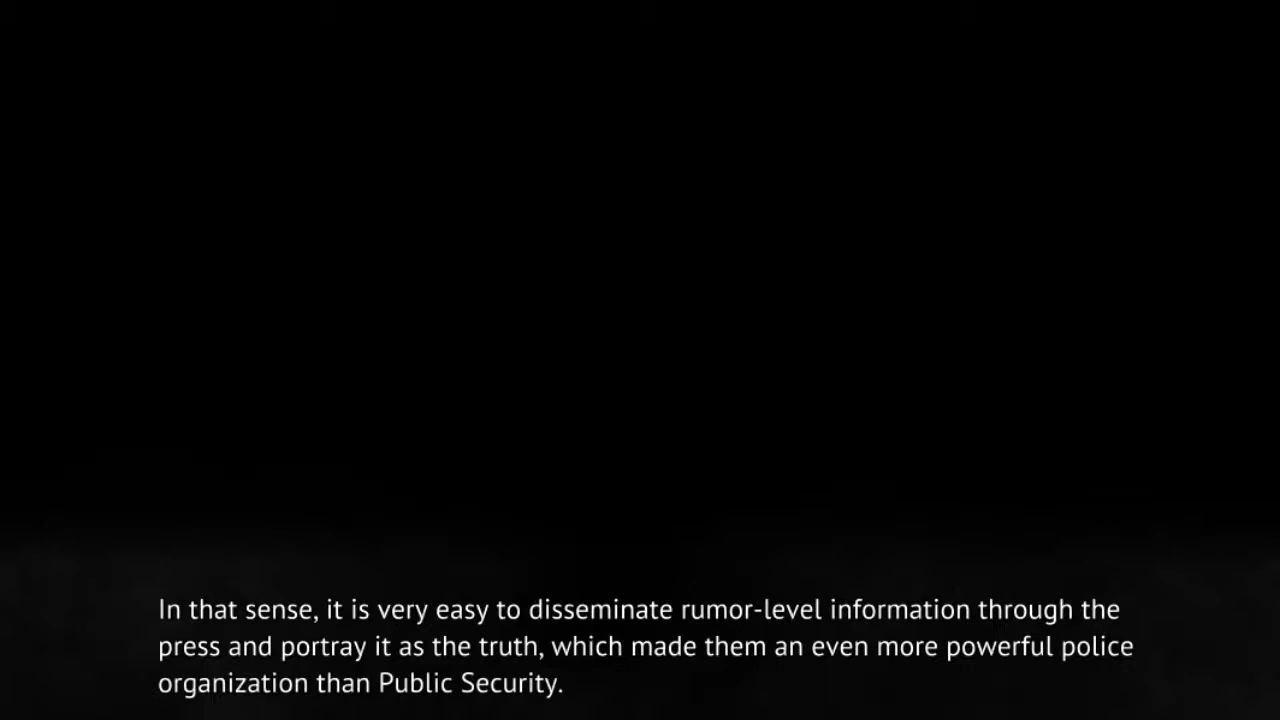 In that sense, it is very easy to disseminate rumor-level information through the
press and portray it as the truth, which made them an even more powerful police
organization than Public Security.